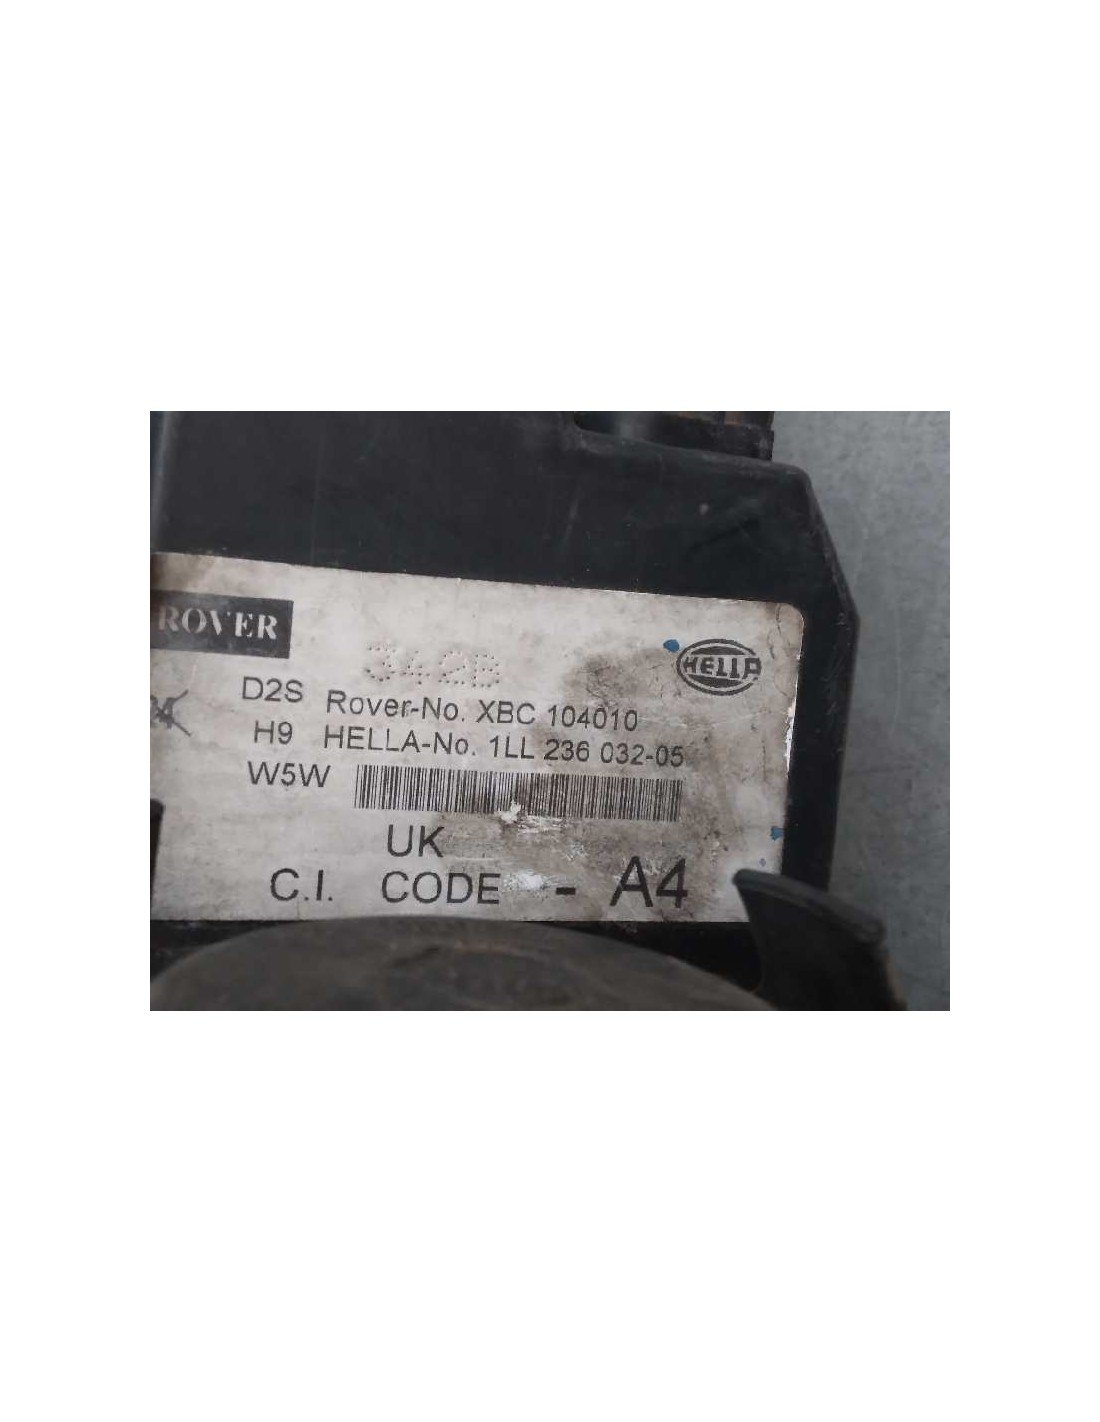 ROVER
342B
HELLA
D2S Rover-No. XBC 104010
H9 HELLA-No. 1LL 236 032-05
W5W
UK
C.I. CODE - A4